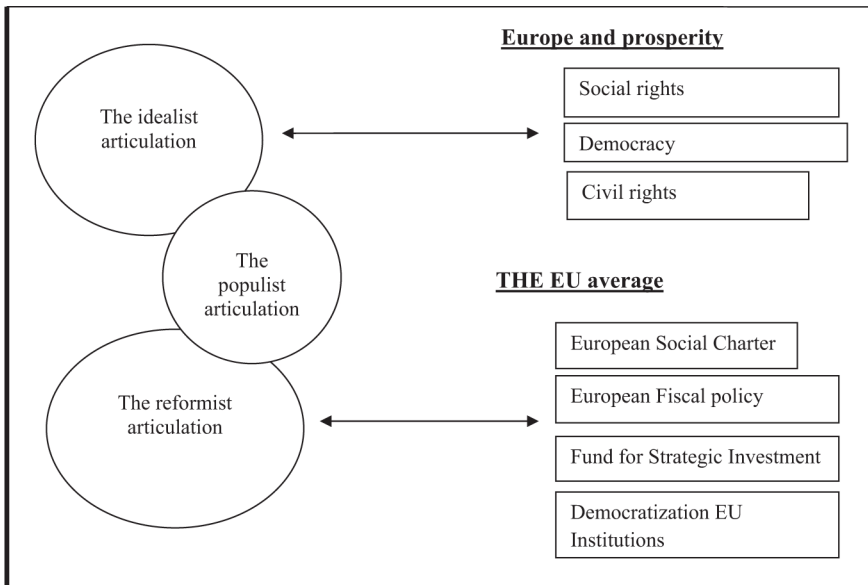 Europe and prosperity
The idealist
articulation
Social rights
Democracy
Civil rights
The
populist
articulation
THE EU average
The reformist
articulation
European Social Charter
European Fiscal policy
Fund for Strategic Investment
Democratization EU
Institutions